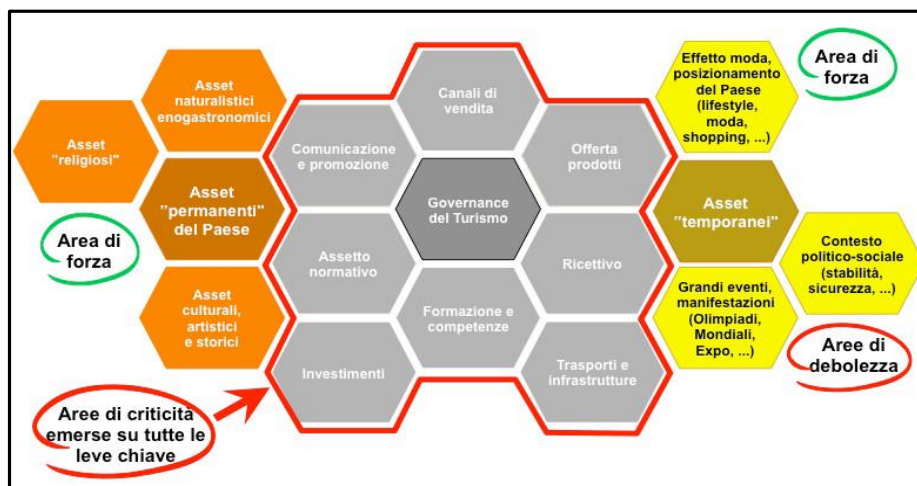 Asset
naturalistici
enogastronomici
Asset
"religiosi"
Asset
"permanenti"
del Paese
Area di
forza
Asset
culturali,
artistici
e storici
Aree di criticità
emerse su tutte le
leve chiave
Comunicazione
e promozione
Assetto
normativo
Investimenti
Canali di
vendita
Governance
del Turismo
Formazione e
competenze
Offerta
prodotti
Ricettivo
Trasporti e
infrastrutture
Effetto moda,
posizionamento
del Paese
(lifestyle,
moda,
shopping, ...)
Area di
forza
Asset
"temporanei"
Contesto
politico-sociale
(stabilità,
sicurezza, ...)
Grandi eventi,
manifestazioni
(Olimpiadi,
Mondiali,
Expo, ...)
Aree di
debolezza